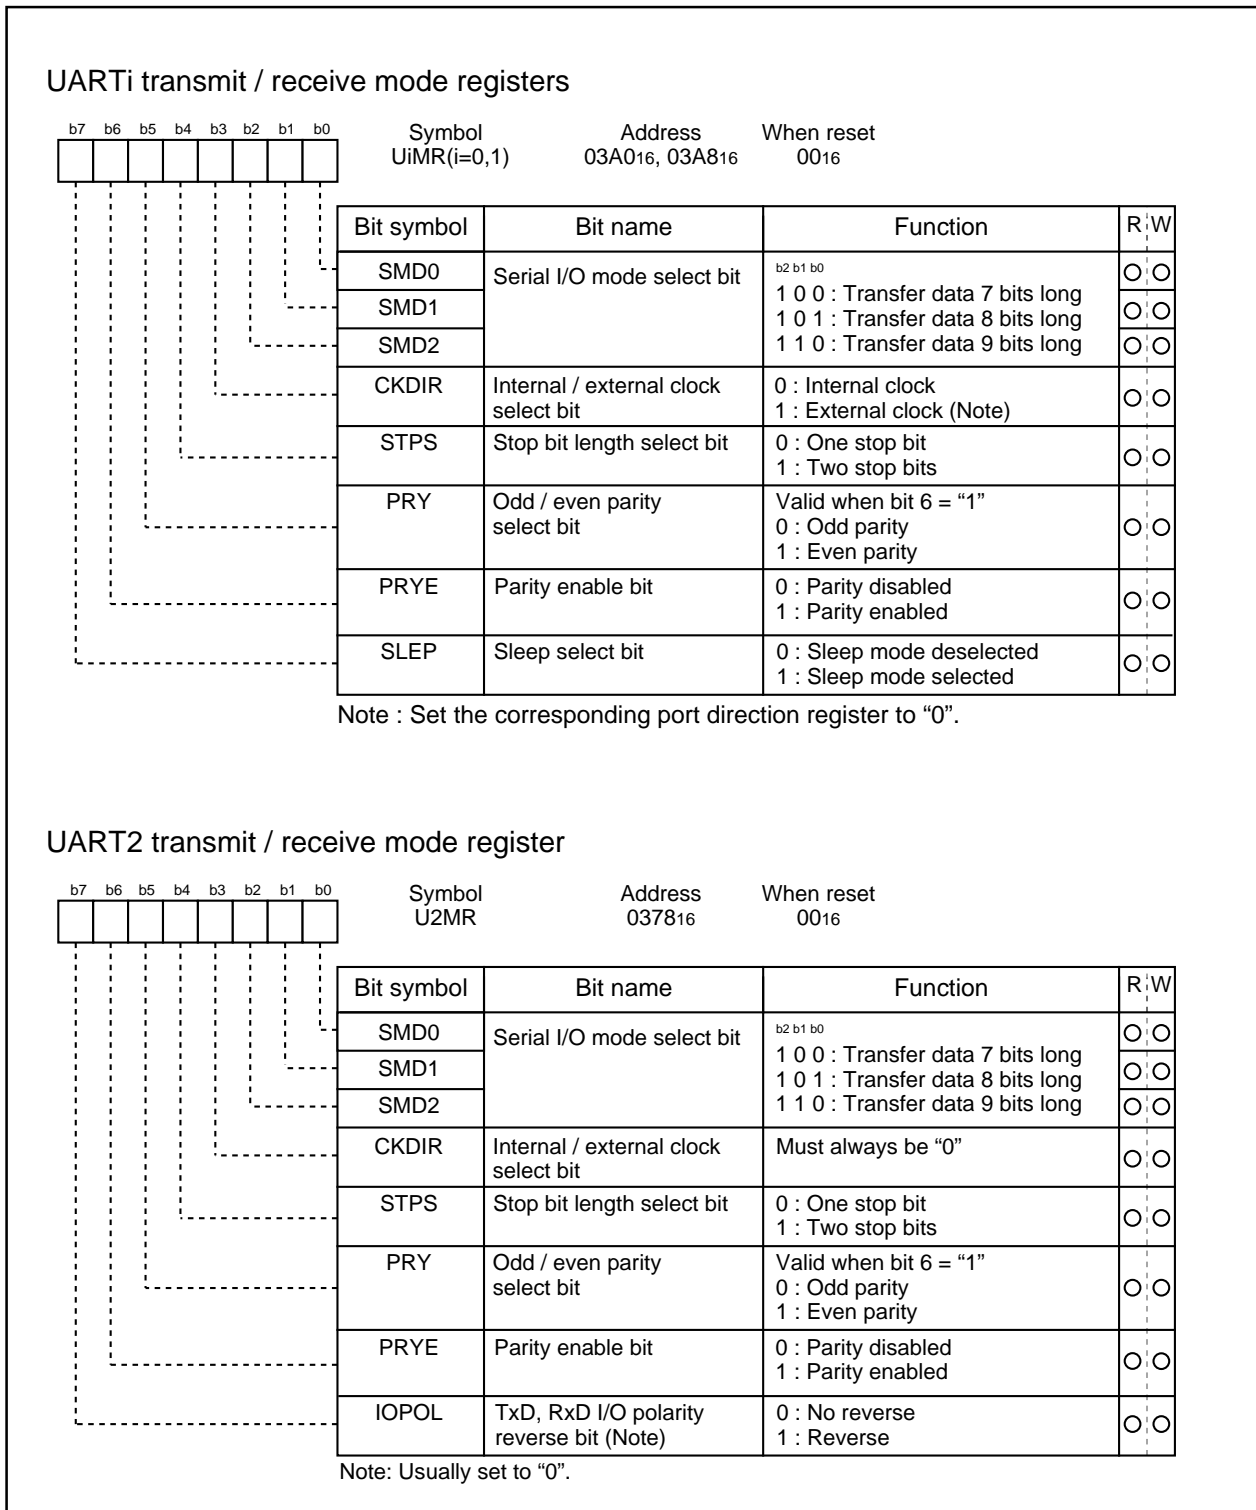 UARTi transmit / receive mode registers
b7 b6 b5 b4 b3 b2 b1 b0
Symbol Address When reset
UiMR(i=0,1) 03A016, 03A816 0016
Bit symbol Bit name Function R W
SMD0 Serial I/O mode select bit b2 b1 b0
1 0 0 : Transfer data 7 bits long
SMD1 1 0 1 : Transfer data 8 bits long
SMD2 1 1 0 : Transfer data 9 bits long
CKDIR Internal / external clock 0 : Internal clock
select bit 1 : External clock (Note)
STPS Stop bit length select bit 0 : One stop bit
1 : Two stop bits
PRY Odd / even parity Valid when bit 6 = “1”
select bit 0 : Odd parity
1 : Even parity
PRYE Parity enable bit 0 : Parity disabled
1 : Parity enabled
SLEP Sleep select bit 0 : Sleep mode deselected
1 : Sleep mode selected
Note : Set the corresponding port direction register to “0”.
UART2 transmit / receive mode register
b7 b6 b5 b4 b3 b2 b1 b0
Symbol Address When reset
U2MR 037816 0016
Bit symbol Bit name Function R W
SMD0 Serial I/O mode select bit b2 b1 b0
1 0 0 : Transfer data 7 bits long
SMD1 1 0 1 : Transfer data 8 bits long
SMD2 1 1 0 : Transfer data 9 bits long
CKDIR Internal / external clock Must always be “0”
select bit
STPS Stop bit length select bit 0 : One stop bit
1 : Two stop bits
PRY Odd / even parity Valid when bit 6 = “1”
select bit 0 : Odd parity
1 : Even parity
PRYE Parity enable bit 0 : Parity disabled
1 : Parity enabled
IOPOL TxD, RxD I/O polarity 0 : No reverse
reverse bit (Note) 1 : Reverse
Note: Usually set to “0”.